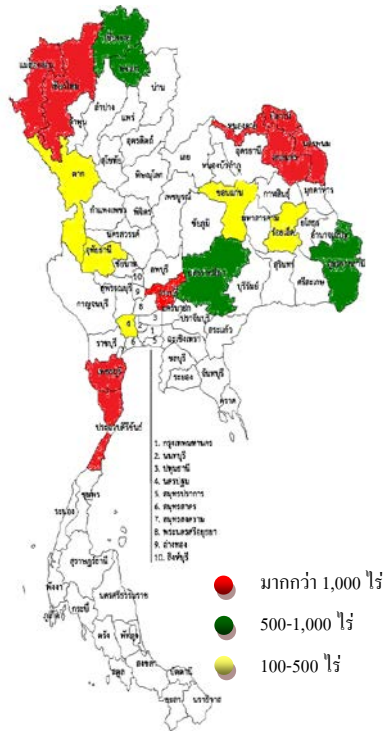 เชียงราย
พะเยา
แม่ฮ่องสอน
เชียงใหม่
น่าน
ลำปาง
ลำพูน
แพร่
อุตรดิตถ์
สุโขทัย
ตาก
พิษณุโลก
กำแพงเพชร
พิจิตร
เพชรบูรณ์
นครสวรรค์
อุทัยธานี
ชัยนาท
เลย
หนองบัวลำภู
หนองคาย
อุดรธานี
สกลนคร
นครพนม
ขอนแก่น
กาฬสินธุ์
มุกดาหาร
มหาสารคาม
ร้อยเอ็ด
ยโสธร
อำนาจเจริญ
ชัยภูมิ
นครราชสีมา
บุรีรัมย์
สุรินทร์
ศรีสะเกษ
อุบลราชธานี
ลพบุรี
สระบุรี
นครนายก
ปราจีนบุรี
สระแก้ว
ฉะเชิงเทรา
ชลบุรี
ระยอง
จันทบุรี
ตราด
สุพรรณบุรี
กาญจนบุรี
ราชบุรี
เพชรบุรี
ประจวบคีรีขันธ์
10
9
8
3
4
2
1
6
5
1. กรุงเทพมหานคร
2. นนทบุรี
3. ปทุมธานี
4. นครปฐม
5. สมุทรปราการ
6. สมุทรสาคร
7. สมุทรสงคราม
8. พระนครศรีอยุธยา
9. อ่างทอง
10. สิงห์บุรี
ชุมพร
ระนอง
สุราษฎร์ธานี
พังงา
ภูเก็ต
กระบี่
นครศรีธรรมราช
ตรัง
พัทลุง
สตูล
สงขลา
ปัตตานี
ยะลา
นราธิวาส
มากกว่า 1,000 ไร่
500-1,000 ไร่
100-500 ไร่